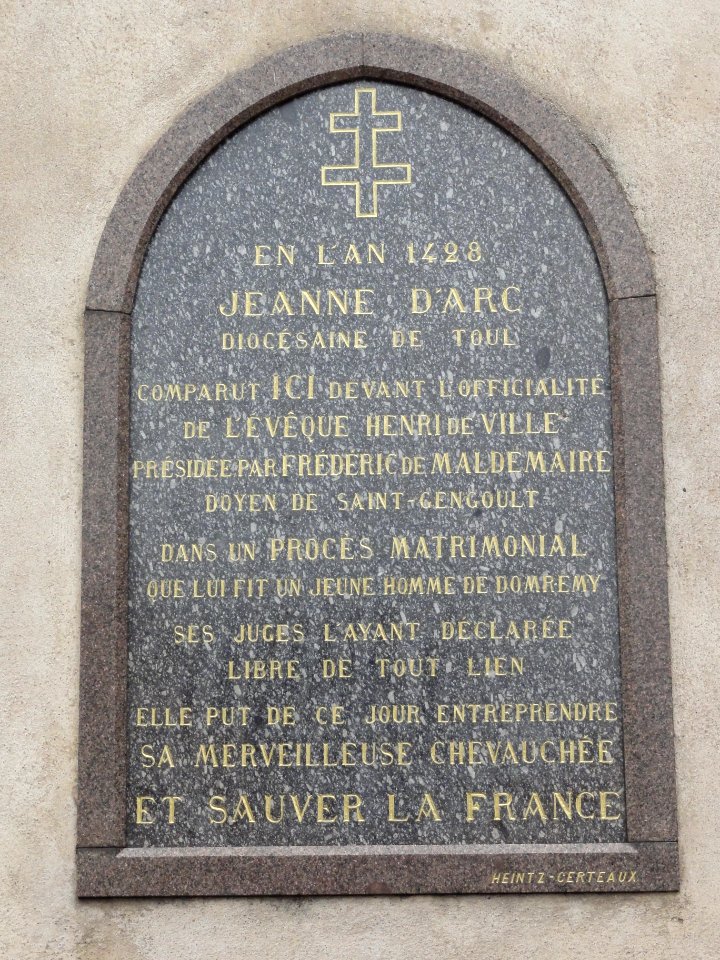 EN L'AN 1428
JEANNE D'ARC
DIOCÉSAINE DE TOUL
COMPARUT ICI DEVANT L'OFFICIALITÉ
DE L'ÉVÊQUE HENRI DE VILLE
PRÉSIDÉE PAR FRÉDÉRIC DE MALDEMAIRE
DOYEN DE SAINT-GENGOULT
DANS UN PROCÈS MATRIMONIAL
QUE LUI FIT UN JEUNE HOMME DE DOMREMY
SES JUGES L'AYANT DÉCLARÉE
LIBRE DE TOUT LIEN
ELLE PUT DE CE JOUR ENTREPRENDRE
SA MERVEILLEUSE CHEVAUCHÉE
ET SAUVER LA FRANCE
HEINTZ-CERTEAUX